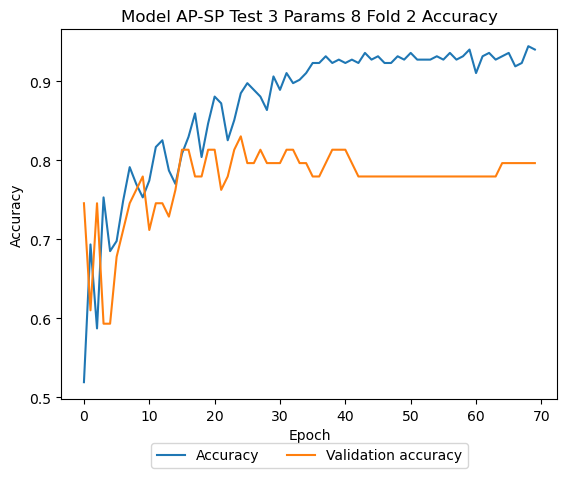 Model AP-SP Test 3 Params 8 Fold 2 Accuracy
Accuracy
0.9
0.8
0.7
0.6
0.5
0 10 20 30 40 50 60 70
Epoch
Accuracy Validation accuracy